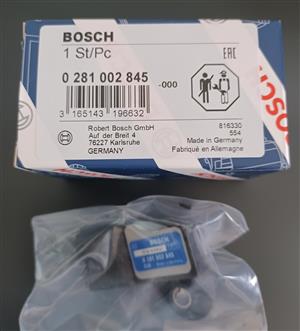 BOSCH
1 St/Pc
EAC
0 281 002 845 -000
3 165143 196632
Robert Bosch GmbH
Auf der Breit 4
76227 Karlsruhe
GERMANY
816330
554
Made in Germany
Fabriqué en Allemagne
BOSCH
0 281 002 845